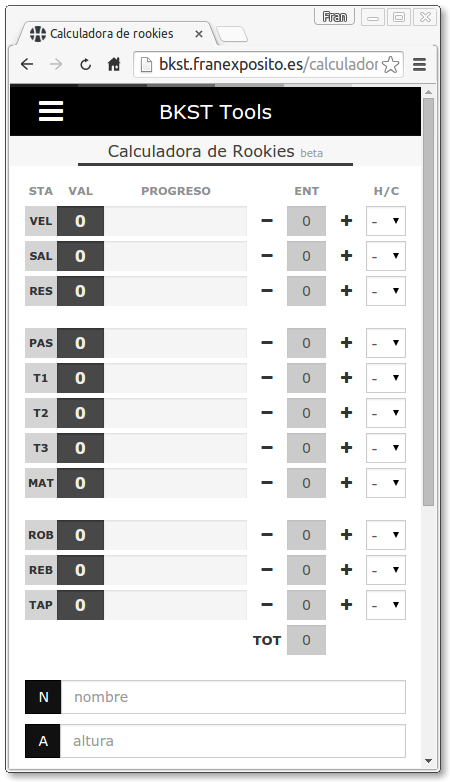 Fran
Calculadora de rookies
bkst.franexposito.es/calculador
BKST Tools
Calculadora de Rookies beta
STA VAL PROGRESO ENT H/C
VEL 0 − 0 + -
SAL 0 − 0 + -
RES 0 − 0 + -
PAS 0 − 0 + -
T1 0 − 0 + -
T2 0 − 0 + -
T3 0 − 0 + -
MAT 0 − 0 + -
ROB 0 − 0 + -
REB 0 − 0 + -
TAP 0 − 0 + -
TOT 0
N nombre
A altura